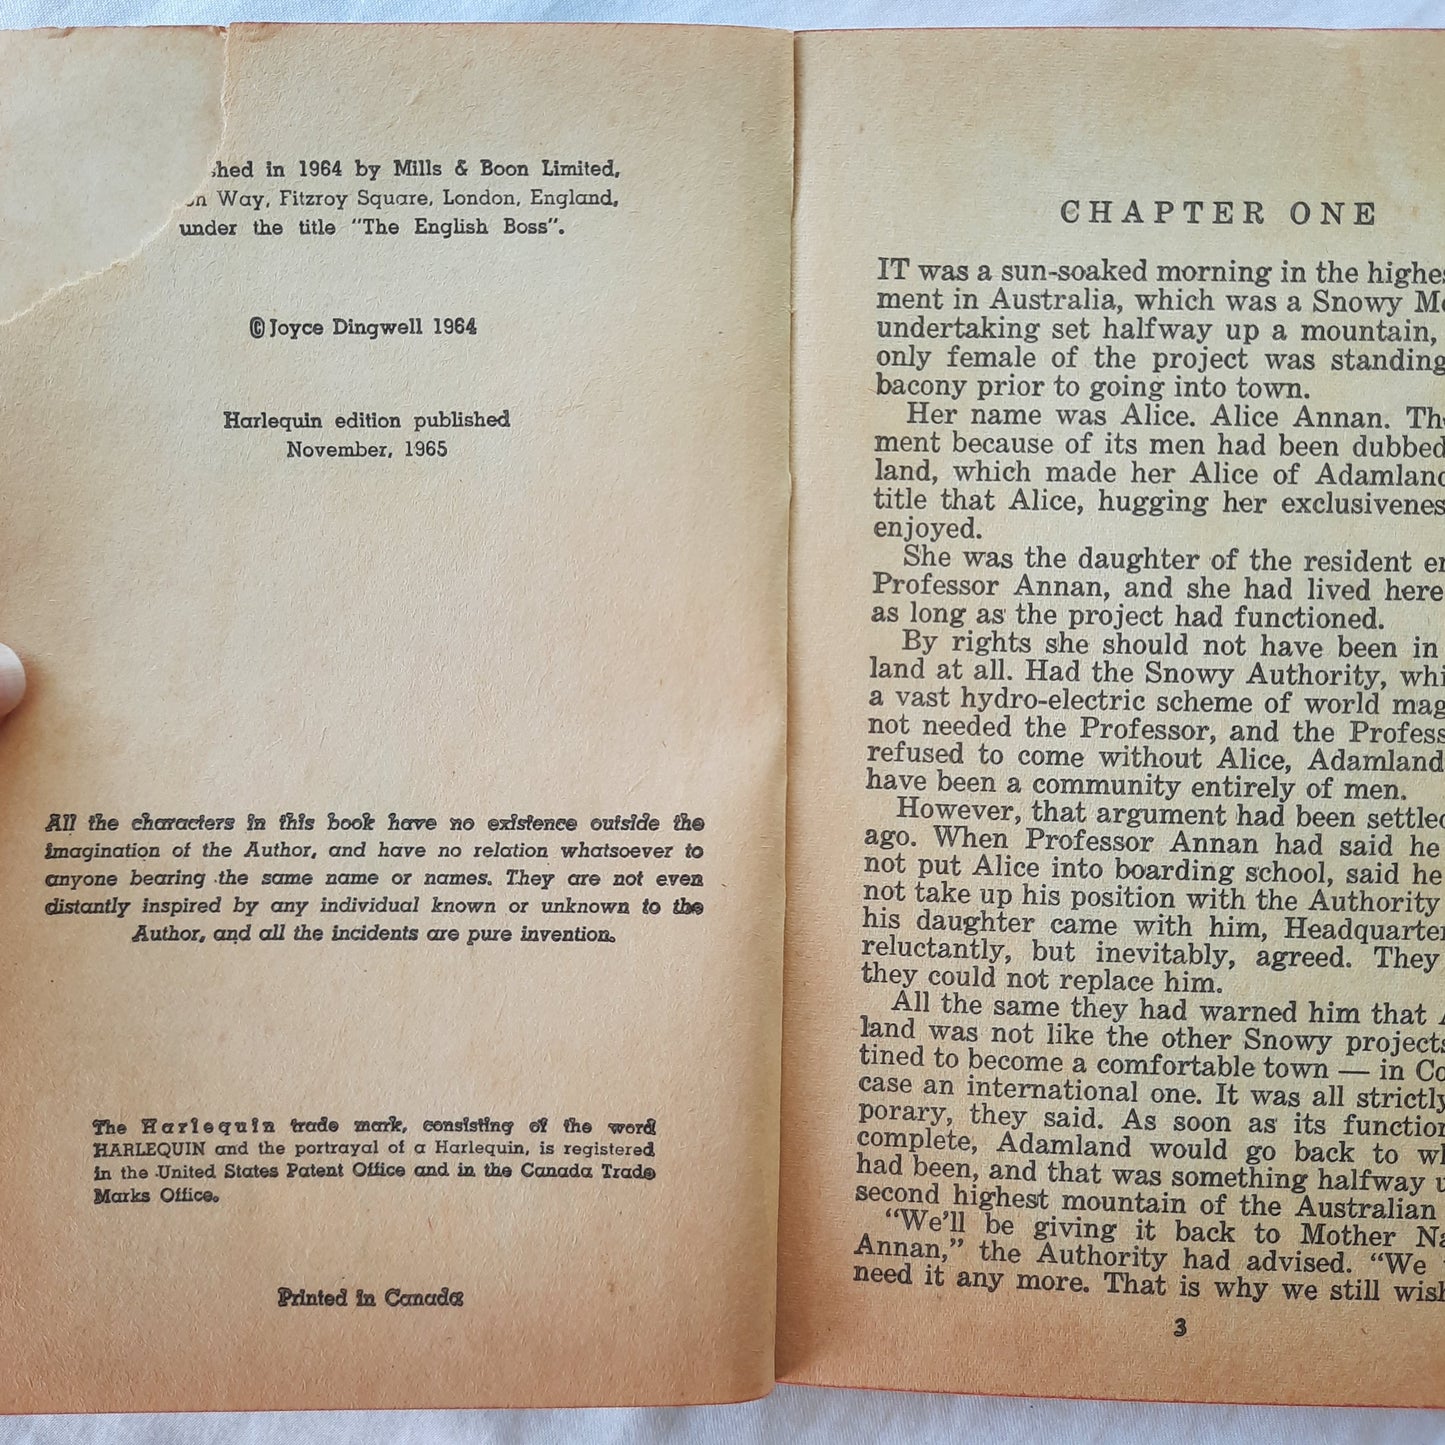 in 1964 by Mills & Boon Limited,
Way, Fitzroy Square, London, England,
under the title "The English Boss".
©Joyce Dingwell 1964
Harlequin edition published
November, 1965
All the characters in this book have no existence outside the
imagination of the Author, and have no relation whatsoever to
anyone bearing the same name or names. They are not even
distantly inspired by any individual known or unknown to the
Author, and all the incidents are pure invention.
The Harlequin trade mark, consisting of the word
HARLEQUIN and the portrayal of a Harlequin, is registered
in the United States Patent Office and in the Canada Trade
Marks Office.
Printed in Canada
CHAPTER ONE
IT was a sun-soaked morning in the
ment in Australia, which was a Snowy
undertaking set halfway up a mountain,
only female of the project was standing
bacony prior to going into town.
Her name was Alice. Alice Annan.
ment because of its men had been dubbed
land, which made her Alice of Adamland
title that Alice, hugging her
enjoyed.
She was the daughter of the resident
Professor Annan, and she had lived here
as long as the project had functioned.
By rights she should not have been in
land at all. Had the Snowy Authority,
a vast hydro-electric scheme of world
not needed the Professor, and the
refused to come without Alice, Adamland
have been a community entirely of men.
However, that argument had been
ago. When Professor Annan had said he
not put Alice into boarding school, said he
not take up his position with the Authority
his daughter came with him,
reluctantly, but inevitably, agreed. They
they could not replace him.
All the same they had warned him that
land was not like the other Snowy projects
tined to become a comfortable town — in
case an international one. It was all strictly
porary, they said. As soon as its
complete, Adamland would go back to
had been, and that was something halfway
second highest mountain of the Australian
"We'll be giving it back to Mother
Annan," the Authority had advised. "We
need it any more. That is why we still wish
3